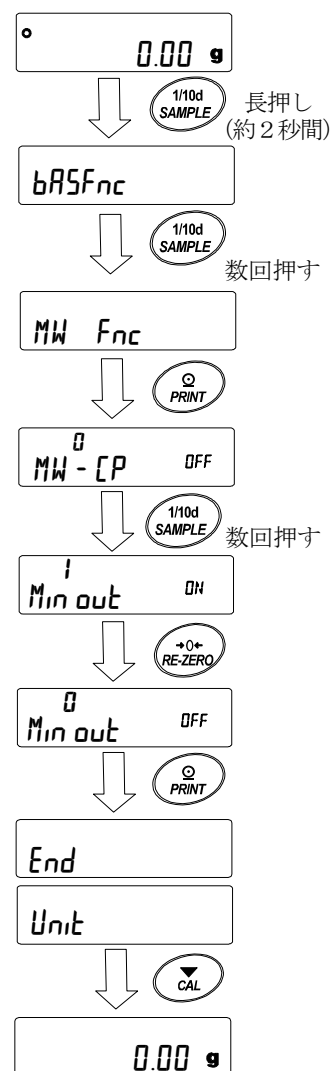 0.00 g
1/10d
SAMPLE
長押し
(約２秒間)
bASFnc
1/10d
SAMPLE
数回押す
MW Fnc
PRINT
0
MW-CP OFF
1/10d
SAMPLE
数回押す
1
Min out ON
→0←
RE-ZERO
0
Min out OFF
PRINT
End
Unit
CAL
0.00 g